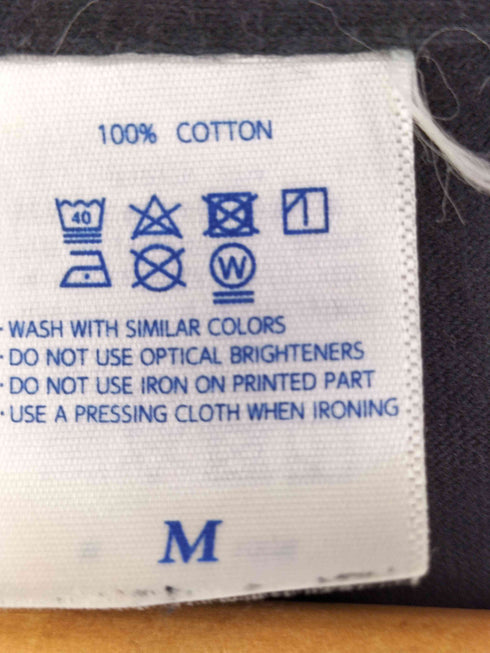 100% COTTON
40
W
· WASH WITH SIMILAR COLORS
· DO NOT USE OPTICAL BRIGHTENERS
· DO NOT USE IRON ON PRINTED PART
· USE A PRESSING CLOTH WHEN IRONING
M